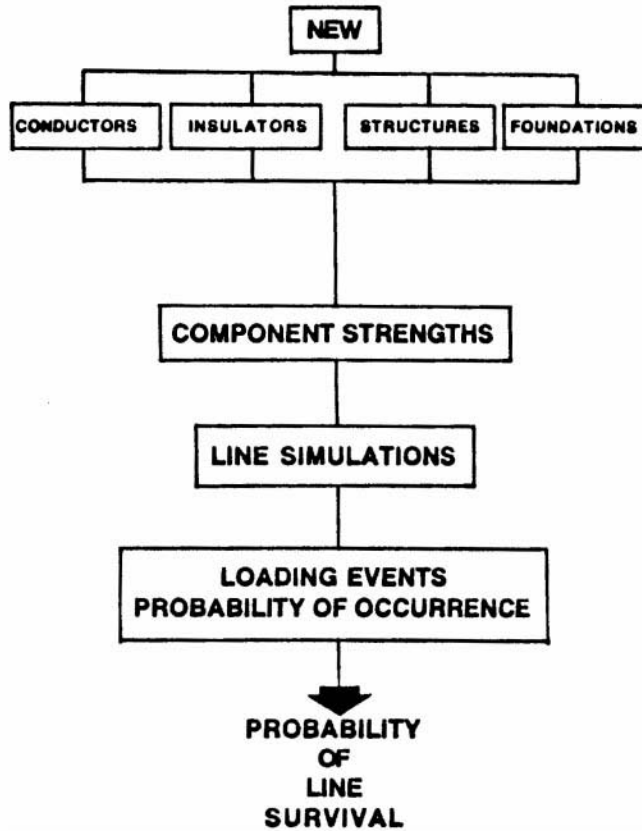 NEW
CONDUCTORS
INSULATORS
STRUCTURES
FOUNDATIONS
COMPONENT STRENGTHS
LINE SIMULATIONS
LOADING EVENTS
PROBABILITY OF OCCURRENCE
PROBABILITY
OF
LINE
SURVIVAL